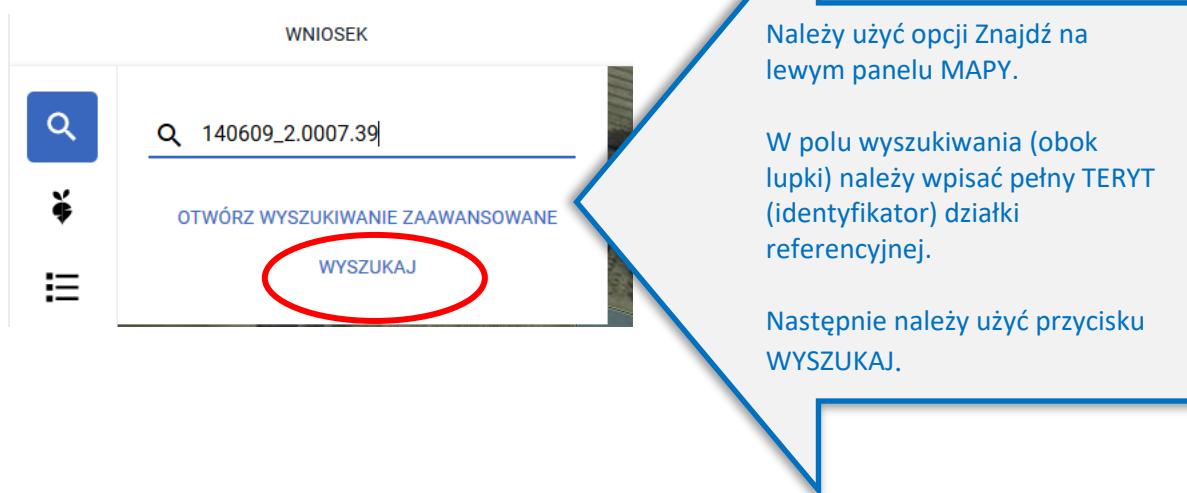 WNIOSEK
140609_2.0007.39
OTWÓRZ WYSZUKIWANIE ZAAWANSOWANE
WYSZUKAJ
Należy użyć opcji Znajdź na
lewym panelu MAPY.
W polu wyszukiwania (obok
lupki) należy wpisać pełny TERYT
(identyfikator) działki
referencyjnej.
Następnie należy użyć przycisku
WYSZUKAJ.